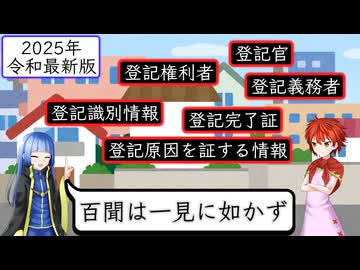 2025年
令和最新版
登記官
登記権利者
登記義務者
登記識別情報
登記完了証
登記原因を証する情報
百聞は一見に如かず